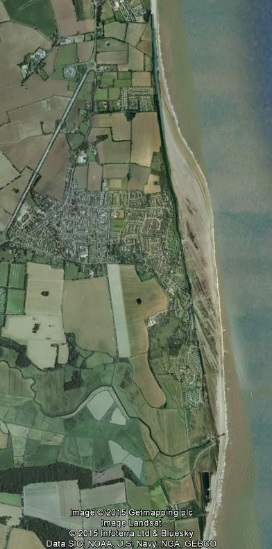 Image © 2015 Getmapping plc
Image Landsat
© 2015 Infoterra Ltd & Bluesky
Data SIO, NOAA, U.S. Navy, NGA, GEBCO